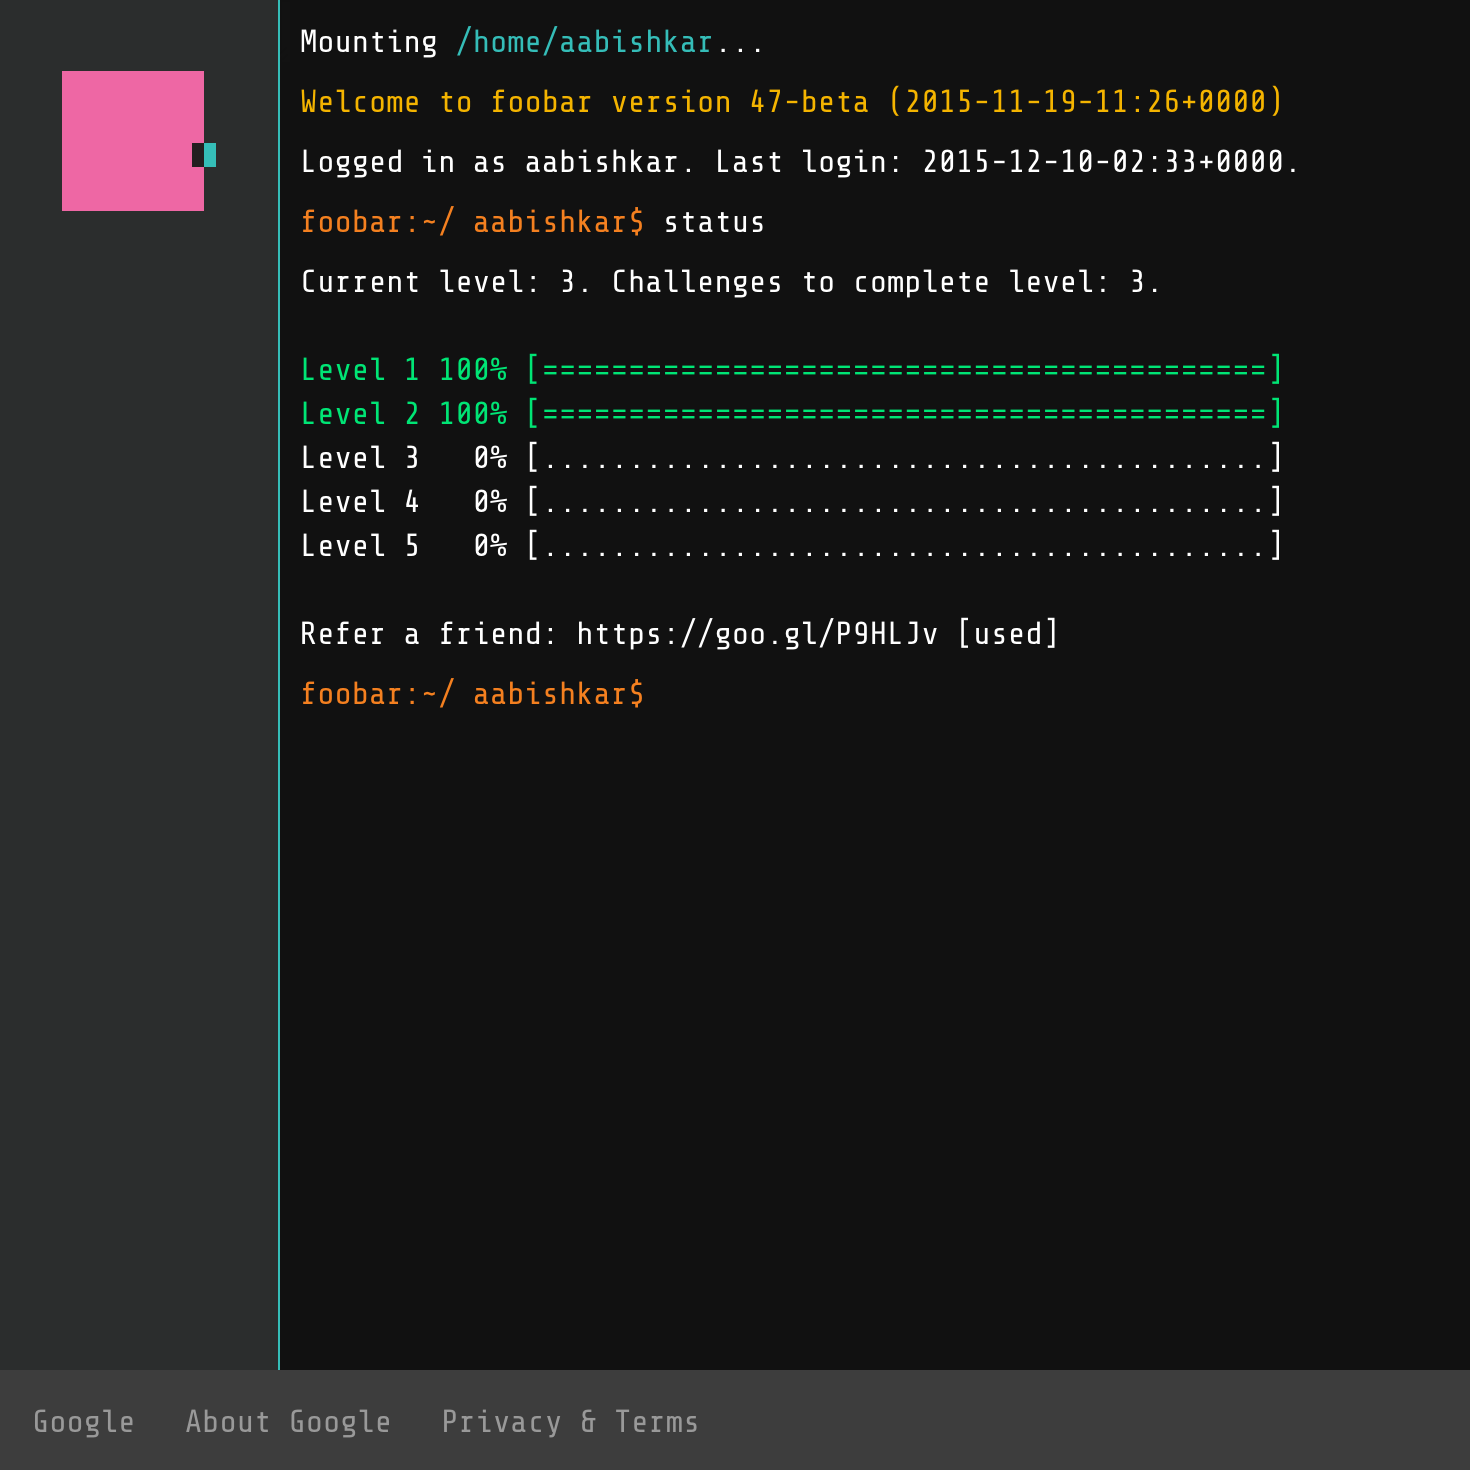 Mounting /home/aabishkar...
Welcome to foobar version 47-beta (2015-11-19-11:26+0000)
Logged in as aabishkar. Last login: 2015-12-10-02:33+0000.
foobar:~/ aabishkar$ status
Current level: 3. Challenges to complete level: 3.
Level 1 100% [==========================================]
Level 2 100% [==========================================]
Level 3   0% [..........................................]
Level 4   0% [..........................................]
Level 5   0% [..........................................]
Refer a friend: https://goo.gl/P9HLJv [used]
foobar:~/ aabishkar$
Google   About Google   Privacy & Terms